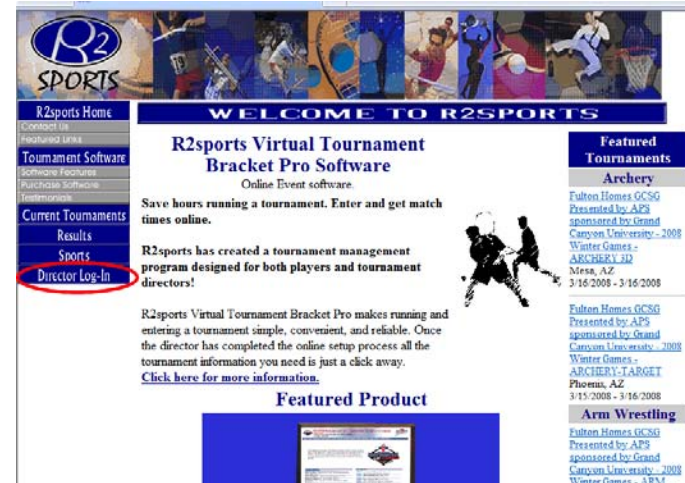 R2
SPORTS
R2sports Home
Contact Us
Featured Links
Tournament Software
Software Features
Purchase Software
Testimonials
Current Tournaments
Results
Sports
Director Log-In
WELCOME TO R2SPORTS
R2sports Virtual Tournament
Bracket Pro Software
Online Event software.
Save hours running a tournament. Enter and get match
times online.
R2sports has created a tournament management
program designed for both players and tournament
directors!
R2sports Virtual Tournament Bracket Pro makes running and
entering a tournament simple, convenient, and reliable. Once
the director has completed the online setup process all the
tournament information you need is just a click away.
Click here for more information.
Featured Product
Featured
Tournaments
Archery
Fulton Homes GCSG
Presented by APS
sponsored by Grand
Canyon University - 2008
Winter Games -
ARCHERY 3D
Mesa, AZ
3/16/2008 - 3/16/2008
Fulton Homes GCSG
Presented by APS
sponsored by Grand
Canyon University - 2008
Winter Games -
ARCHERY-TARGET
Phoenix, AZ
3/15/2008 - 3/16/2008
Arm Wrestling
Fulton Homes GCSG
Presented by APS
sponsored by Grand
Canyon University - 2008
Winter Games - ARM